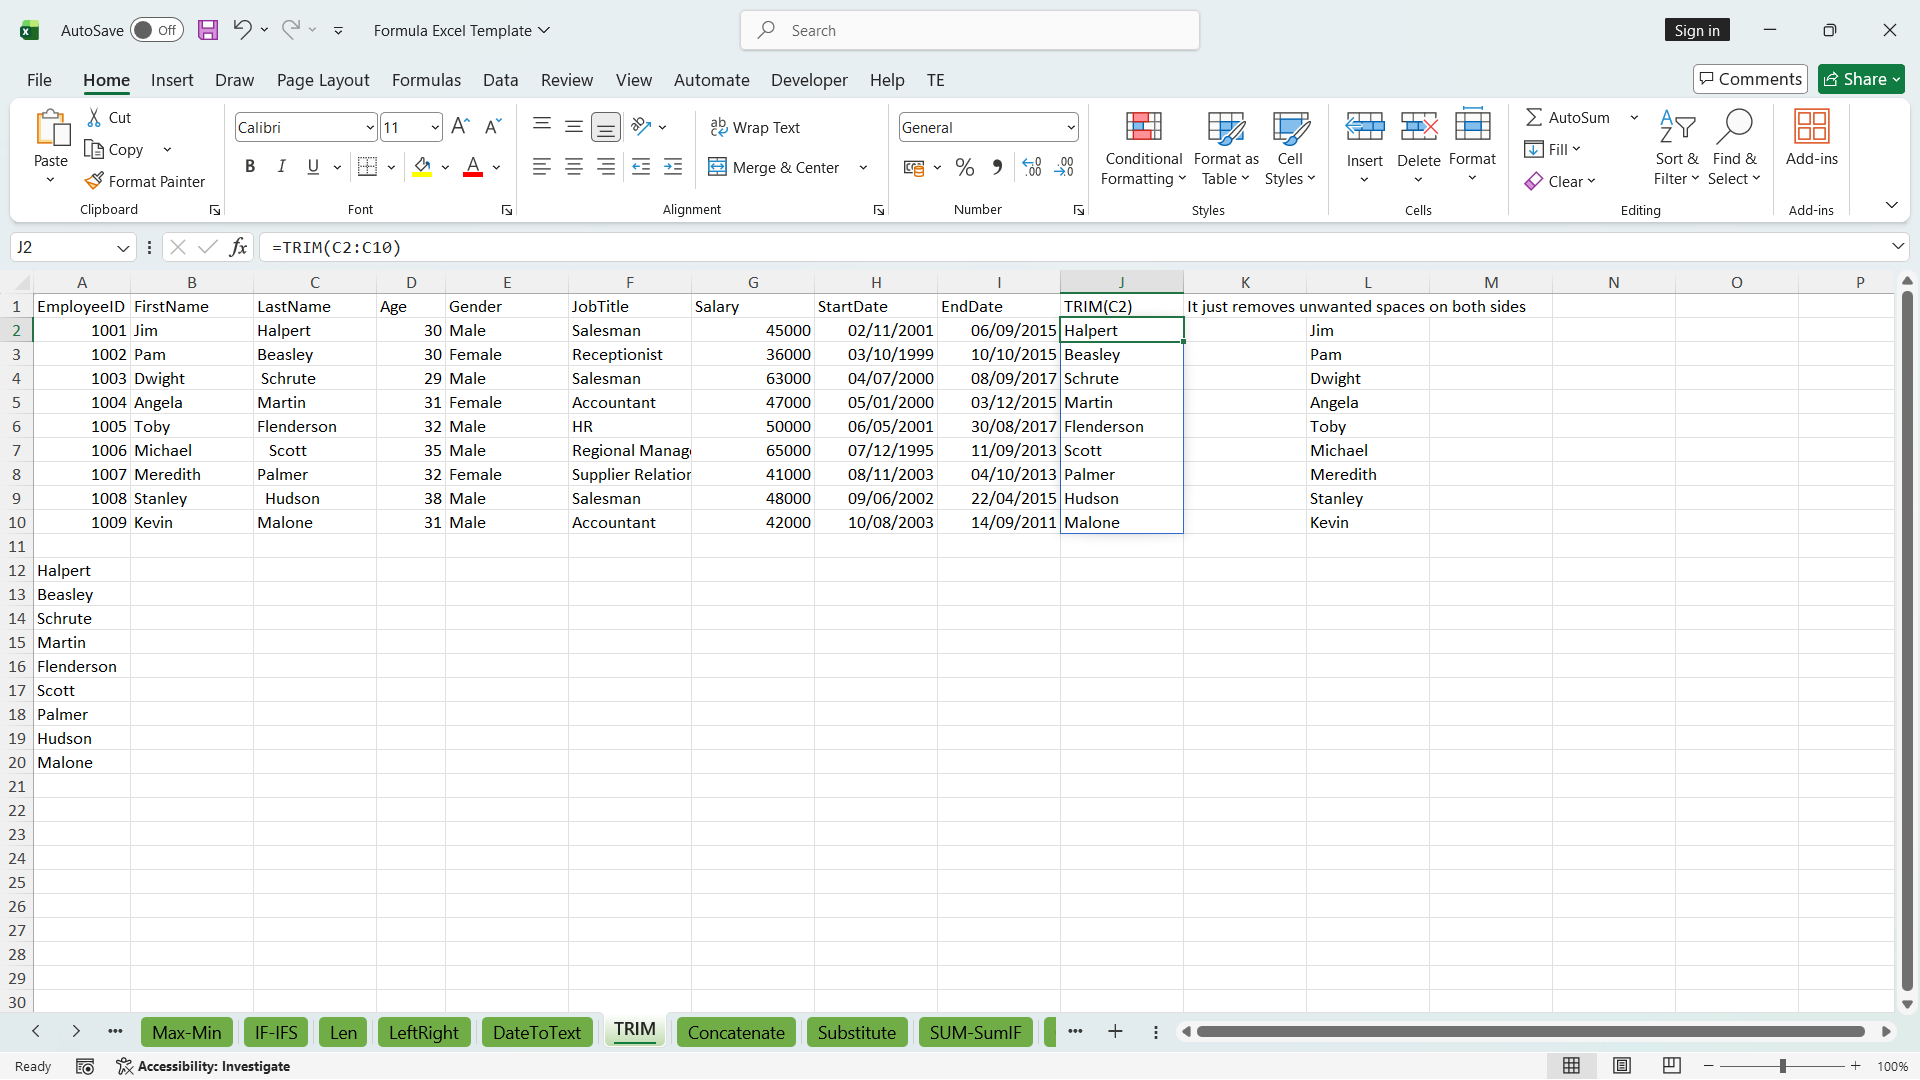 AutoSave Off Formula Excel Template Search Sign in
File Home Insert Draw Page Layout Formulas Data Review View Automate Developer Help TE Comments Share
Paste Cut Copy Format Painter Clipboard
Calibri 11 B I U A Font
Wrap Text Merge & Center Alignment
General % Number
Conditional Formatting Format as Table Cell Styles Styles
Insert Delete Format Cells
AutoSum Fill Clear Sort & Filter Find & Select Editing
Add-ins Add-ins
J2 fx =TRIM(C2:C10)
A B C D E F G H I J K L M N O P
1 EmployeeID FirstName LastName Age Gender JobTitle Salary StartDate EndDate TRIM(C2) It just removes unwanted spaces on both sides
2 1001 Jim Halpert 30 Male Salesman 45000 02/11/2001 06/09/2015 Halpert Jim
3 1002 Pam Beasley 30 Female Receptionist 36000 03/10/1999 10/10/2015 Beasley Pam
4 1003 Dwight Schrute 29 Male Salesman 63000 04/07/2000 08/09/2017 Schrute Dwight
5 1004 Angela Martin 31 Female Accountant 47000 05/01/2000 03/12/2015 Martin Angela
6 1005 Toby Flenderson 32 Male HR 50000 06/05/2001 30/08/2017 Flenderson Toby
7 1006 Michael Scott 35 Male Regional Manag 65000 07/12/1995 11/09/2013 Scott Michael
8 1007 Meredith Palmer 32 Female Supplier Relation 41000 08/11/2003 04/10/2013 Palmer Meredith
9 1008 Stanley Hudson 38 Male Salesman 48000 09/06/2002 22/04/2015 Hudson Stanley
10 1009 Kevin Malone 31 Male Accountant 42000 10/08/2003 14/09/2011 Malone Kevin
11
12 Halpert
13 Beasley
14 Schrute
15 Martin
16 Flenderson
17 Scott
18 Palmer
19 Hudson
20 Malone
21
22
23
24
25
26
27
28
29
30
Max-Min IF-IFS Len LeftRight DateToText TRIM Concatenate Substitute SUM-SumIF
Ready Accessibility: Investigate 100%